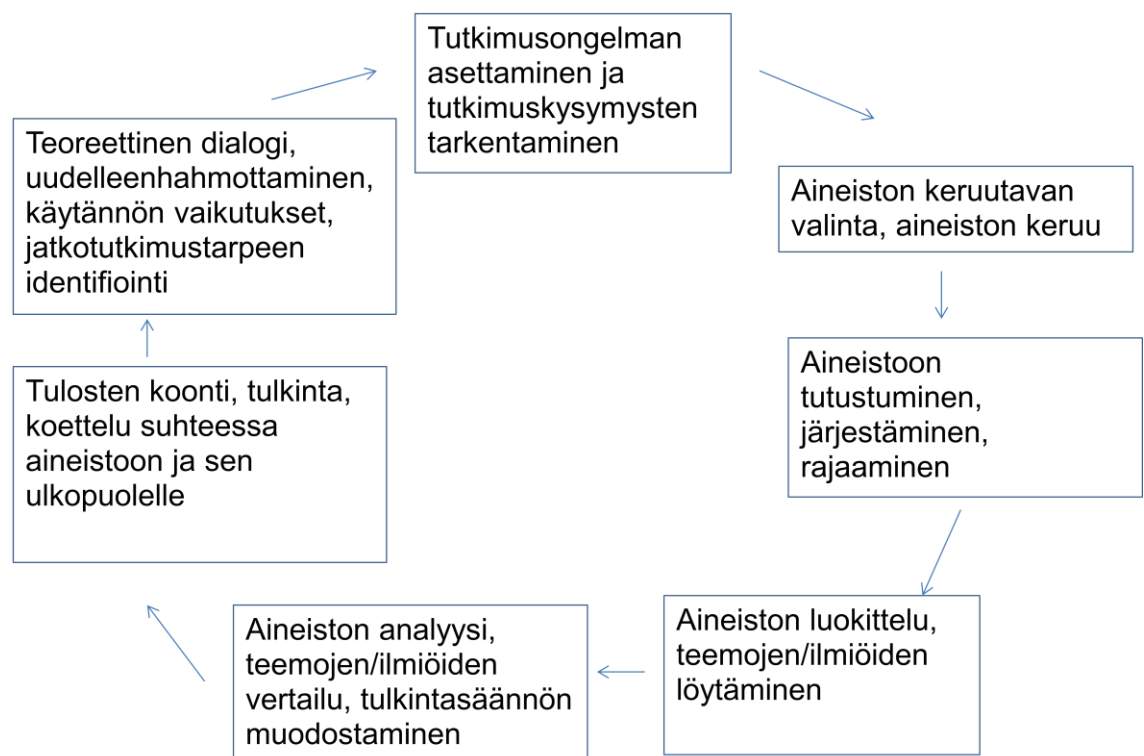 Tutkimusongelman
asettaminen ja
tutkimuskysymysten
tarkentaminen
Aineiston keruutavan
valinta, aineiston keruu
Aineistoon
tutustuminen,
järjestäminen,
rajaaminen
Aineiston luokittelu,
teemojen/ilmiöiden
löytäminen
Aineiston analyysi,
teemojen/ilmiöiden
vertailu, tulkintasäännön
muodostaminen
Tulosten koonti, tulkinta,
koettelu suhteessa
aineistoon ja sen
ulkopuolelle
Teoreettinen dialogi,
uudelleenhahmottaminen,
käytännön vaikutukset,
jatkotutkimustarpeen
identifiointi